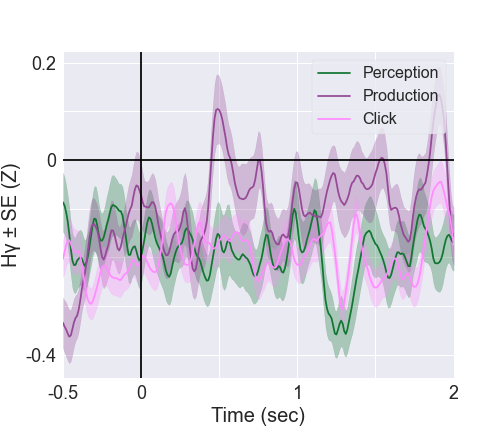 Hγ ± SE (Z)
0.2
0
-0.4
Perception
Production
Click
-0.5
0
1
2
Time (sec)